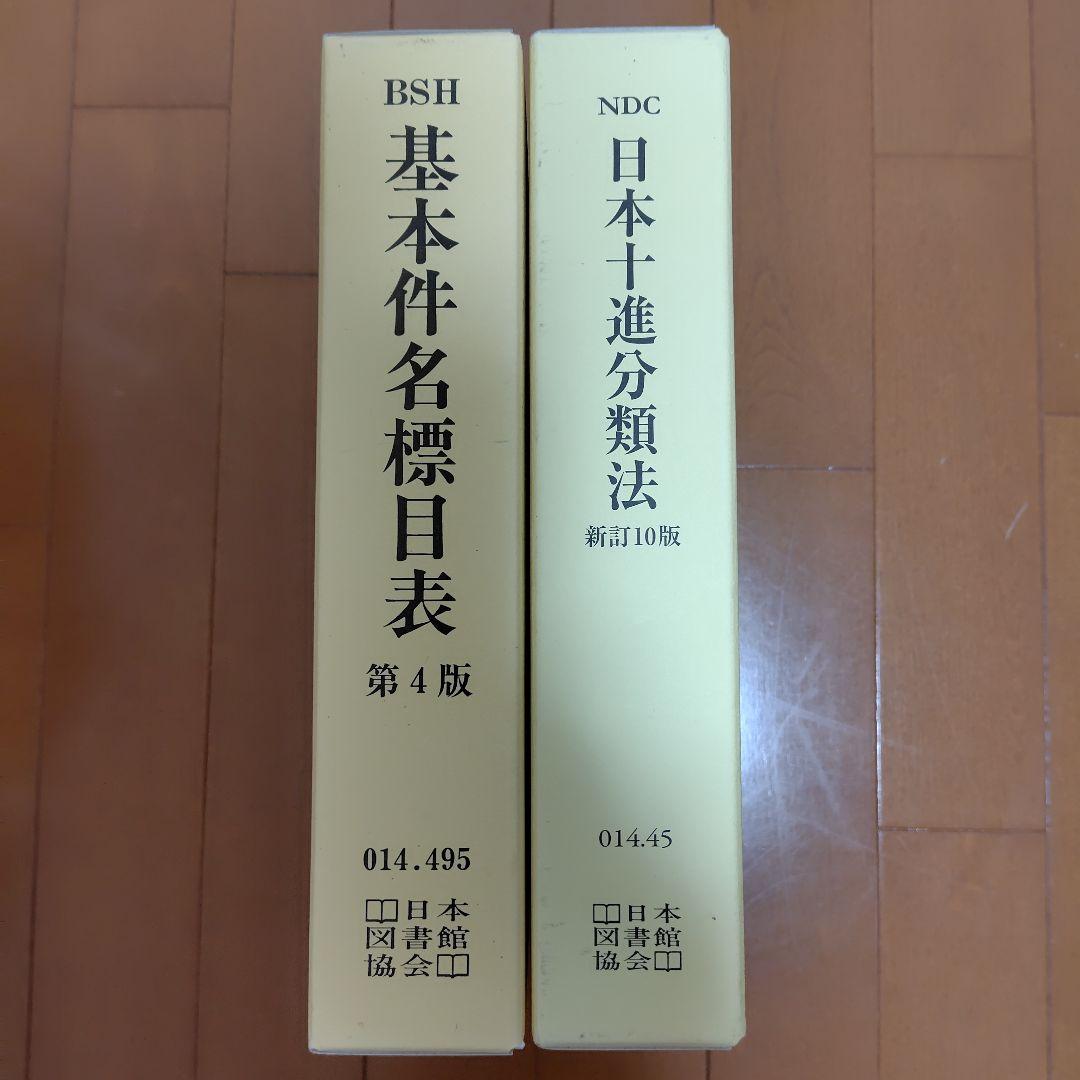 BSH
基本件名標目表
第4版
014.495
日本
図書館
協会
NDC
日本十進分類法
新訂10版
014.45
日本
図書館
協会